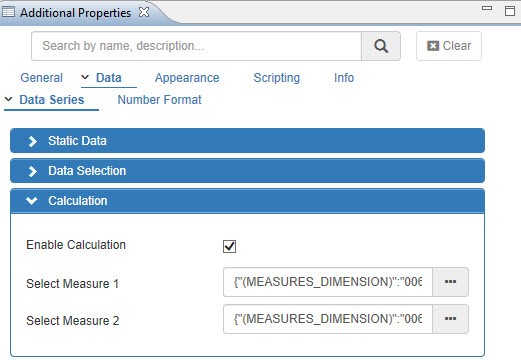 Additional Properties
Search by name, description...
Clear
General Data Appearance Scripting Info
Data Series Number Format
Static Data
Data Selection
Calculation
Enable Calculation
Select Measure 1 {"(MEASURES_DIMENSION)":"006 ...
Select Measure 2 {"(MEASURES_DIMENSION)":"006 ...